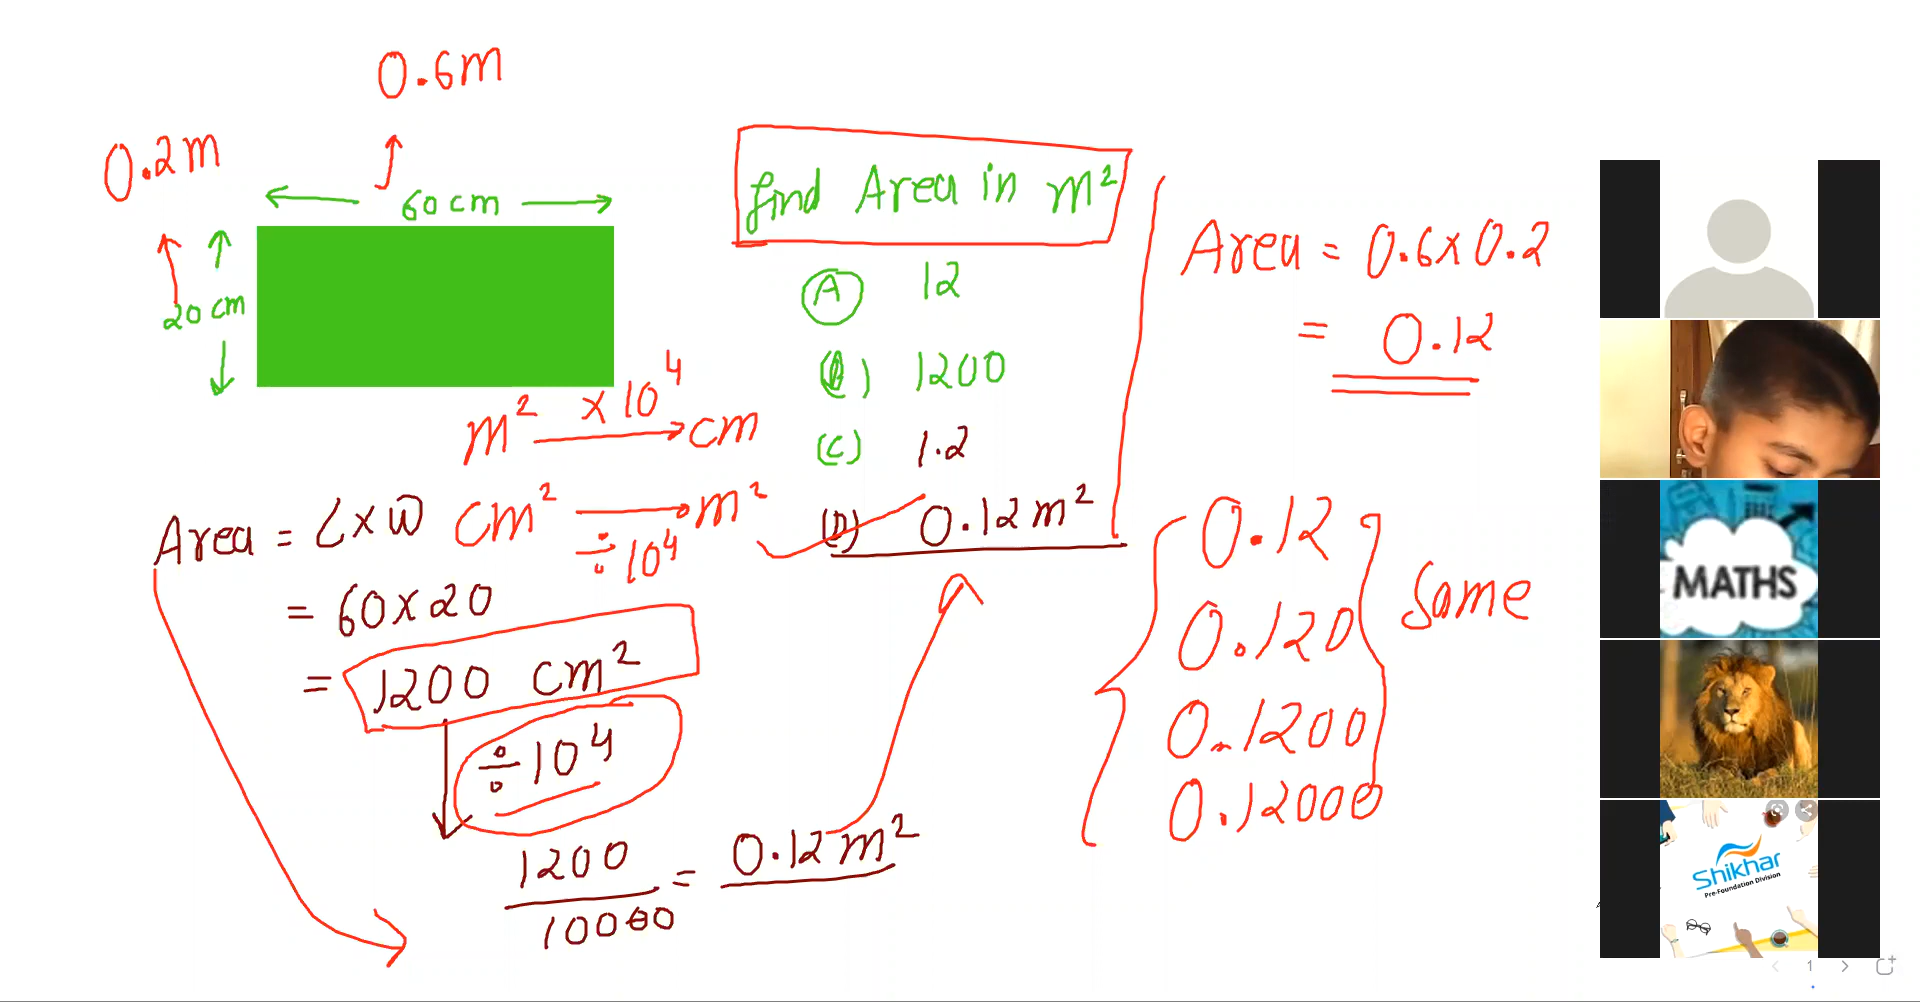 0.6m
0.2m
60 cm
20 cm
find Area in m²
A 12
1200
(C) 1.2
(D) 0.12 m²
m² ×10⁴ → cm
cm² → m²
÷ 10⁴
Area = L×W
= 60×20
= 1200 cm²
÷10⁴
1200
10000
= 0.12 m²
Area = 0.6×0.2
= 0.12
0.12
0.120
0.1200
0.12000
Same
MATHS
Shikhar
Pre-Foundation Division
1